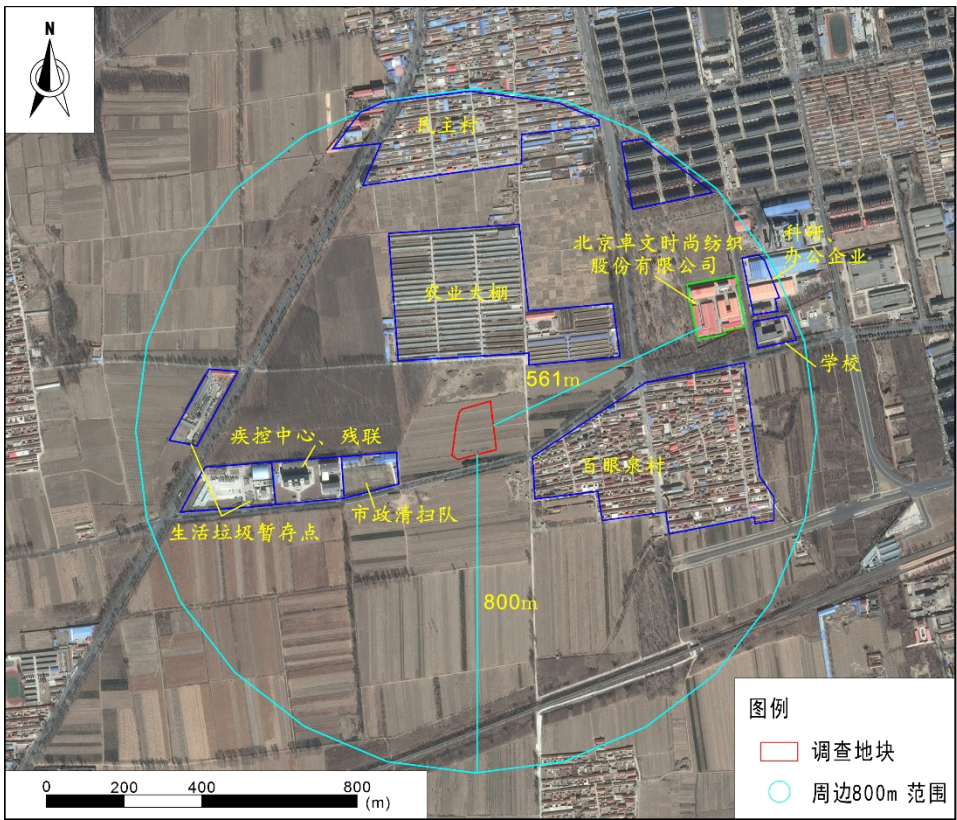 N
民主村
北京卓文时尚纺织
股份有限公司
科研、
办公企业
农业大棚
学校
561m
疾控中心、残联
百眼泉村
市政清扫队
生活垃圾暂存点
800m
图例
调查地块
周边800m 范围
0 200 400 800
(m)